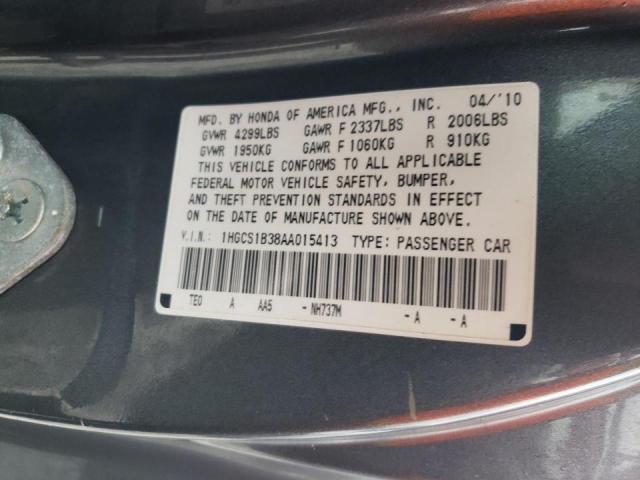 MFD. BY HONDA OF AMERICA MFG., INC. 04/'10
GVWR 4299LBS GAWR F 2337LBS R 2006LBS
GVWR 1950KG GAWR F 1060KG R 910KG
THIS VEHICLE CONFORMS TO ALL APPLICABLE
FEDERAL MOTOR VEHICLE SAFETY, BUMPER,
AND THEFT PREVENTION STANDARDS IN EFFECT
ON THE DATE OF MANUFACTURE SHOWN ABOVE.
V.I.N.: 1HGCS1B38AA015413 TYPE: PASSENGER CAR
TE0 A AA5 -NH737M -A -A